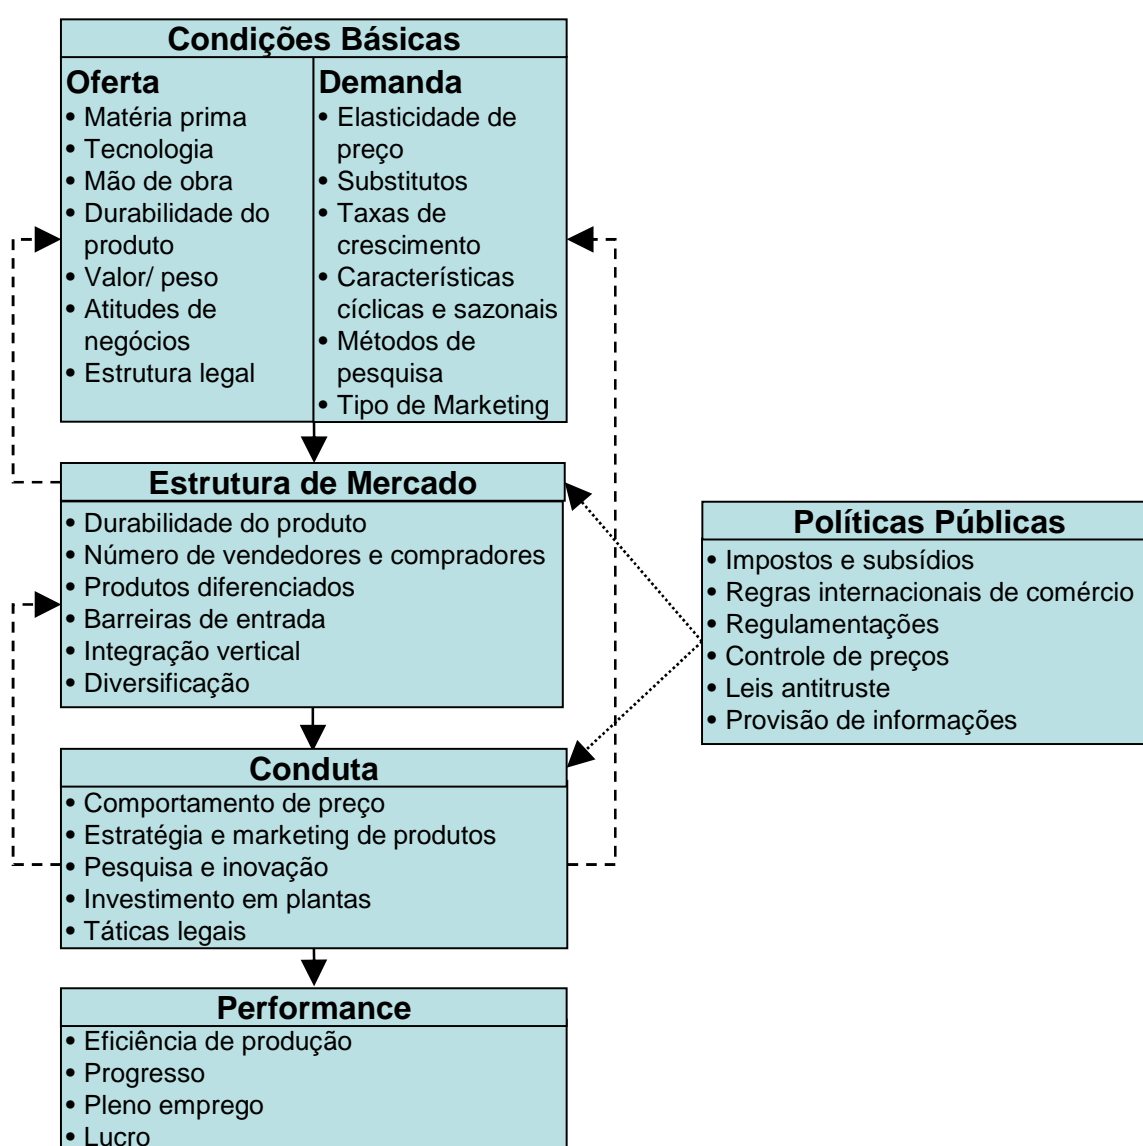 Condições Básicas
Oferta
• Matéria prima
• Tecnologia
• Mão de obra
• Durabilidade do
produto
• Valor/ peso
• Atitudes de
negócios
• Estrutura legal
Demanda
• Elasticidade de
preço
• Substitutos
• Taxas de
crescimento
• Características
cíclicas e sazonais
• Métodos de
pesquisa
• Tipo de Marketing
Estrutura de Mercado
• Durabilidade do produto
• Número de vendedores e compradores
• Produtos diferenciados
• Barreiras de entrada
• Integração vertical
• Diversificação
Políticas Públicas
• Impostos e subsídios
• Regras internacionais de comércio
• Regulamentações
• Controle de preços
• Leis antitruste
• Provisão de informações
Conduta
• Comportamento de preço
• Estratégia e marketing de produtos
• Pesquisa e inovação
• Investimento em plantas
• Táticas legais
Performance
• Eficiência de produção
• Progresso
• Pleno emprego
• Lucro